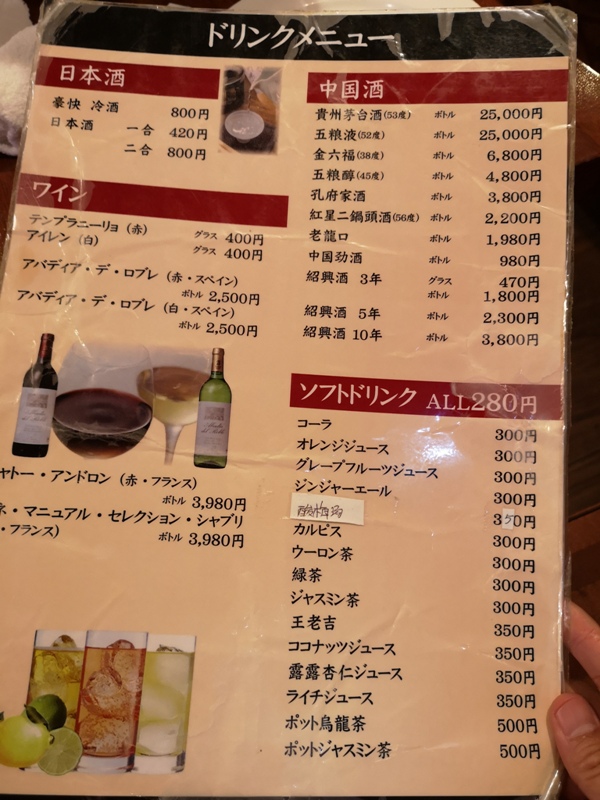 ドリンクメニュー
日本酒
豪快 冷酒 800円
日本酒 一合 420円
二合 800円
ワイン
テンプラニーリョ（赤） グラス 400円
アイレン（白） グラス 400円
アバディア・デ・ロブレ（赤・スペイン）
ボトル 2,500円
アバディア・デ・ロブレ（白・スペイン）
ボトル 2,500円
ャトー・アンドロン（赤・フランス）
ボトル 3,980円
ネ・マニュアル・セレクション・シャブリ
・フランス） ボトル 3,980円
中国酒
貴州茅台酒(53度) ボトル 25,000円
五粮液(52度) ボトル 25,000円
金六福(38度) ボトル 6,800円
五粮醇(45度) ボトル 4,800円
孔府家酒 ボトル 3,800円
紅星二鍋頭酒(56度) ボトル 2,200円
老龍口 ボトル 1,980円
中国劲酒 ボトル 980円
紹興酒 3年 グラス 470円
ボトル 1,800円
紹興酒 5年 ボトル 2,300円
紹興酒 10年 ボトル 3,800円
ソフトドリンク ALL280円
コーラ 300円
オレンジジュース 300円
グレープフルーツジュース 300円
ジンジャーエール 300円
酸梅湯 350円
カルピス 300円
ウーロン茶 300円
緑茶 300円
ジャスミン茶 300円
王老吉 350円
ココナッツジュース 350円
露露杏仁ジュース 350円
ライチジュース 350円
ポット烏龍茶 500円
ポットジャスミン茶 500円